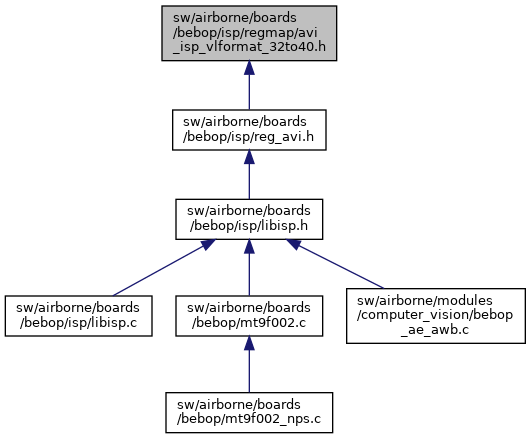 sw/airborne/boards
/bebop/isp/regmap/avi
_isp_vlformat_32to40.h
sw/airborne/boards
/bebop/isp/reg_avi.h
sw/airborne/boards
/bebop/isp/libisp.h
sw/airborne/boards
/bebop/isp/libisp.c
sw/airborne/boards
/bebop/mt9f002.c
sw/airborne/modules
/computer_vision/bebop
_ae_awb.c
sw/airborne/boards
/bebop/mt9f002_nps.c